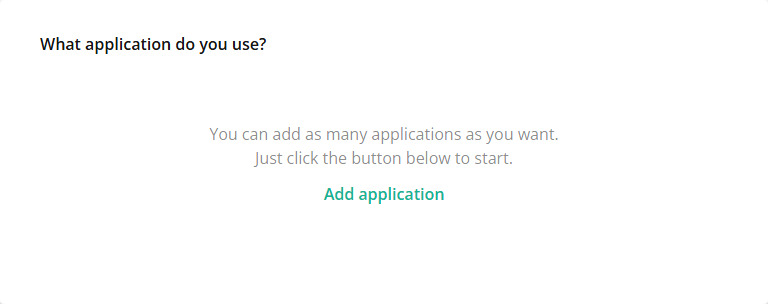 What application do you use?
You can add as many applications as you want.
Just click the button below to start.
Add application